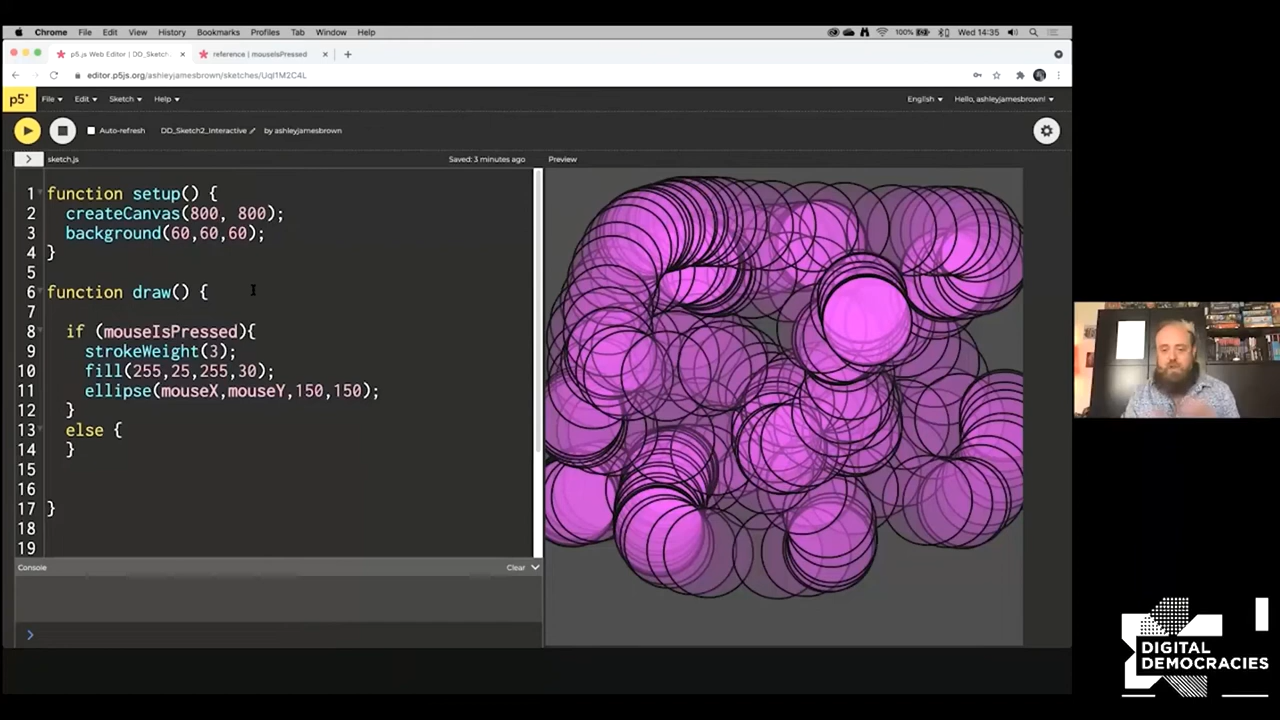 Chrome File Edit View History Bookmarks Profiles Tab Window Help 100% Wed 14:35
p5.js Web Editor | DD_Sketch. × reference | mouseIsPressed × +
editor.p5js.org/ashleyjamesbrown/sketches/UqI1M2C4L
p5* File Edit Sketch Help English Hello, ashleyjamesbrown!
Auto-refresh DD_Sketch2_Interactive by ashleyjamesbrown
> sketch.js Saved: 3 minutes ago Preview
1 function setup() {
2 createCanvas(800, 800);
3 background(60,60,60);
4 }
5
6 function draw() {
7
8 if (mouseIsPressed){
9 strokeWeight(3);
10 fill(255,25,255,30);
11 ellipse(mouseX,mouseY,150,150);
12 }
13 else {
14 }
15
16
17 }
18
19
Console Clear
>
DIGITAL
DEMOCRACIES